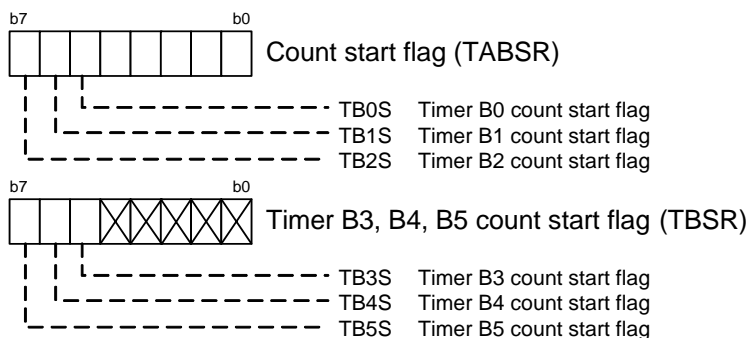 b7 b0
Count start flag (TABSR)
TB0S Timer B0 count start flag
TB1S Timer B1 count start flag
TB2S Timer B2 count start flag
b7 b0
Timer B3, B4, B5 count start flag (TBSR)
TB3S Timer B3 count start flag
TB4S Timer B4 count start flag
TB5S Timer B5 count start flag